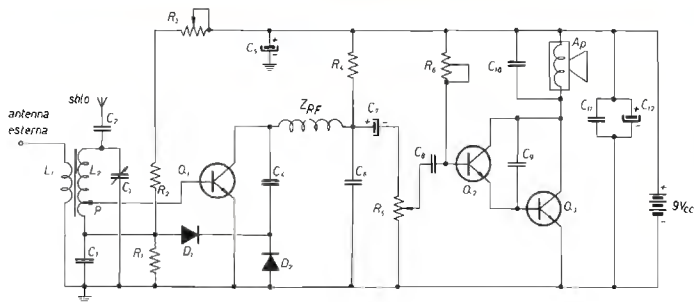 R3
C5
R4
R6
C10
Ap
C11
C12
antenna
esterna
stilo
C2
ZRF
C7
L1
L2
C3
Q1
C4
C6
C8
Q2
C9
Q3
R5
9Vcc
P
R2
C1
R1
D1
D2
+
-